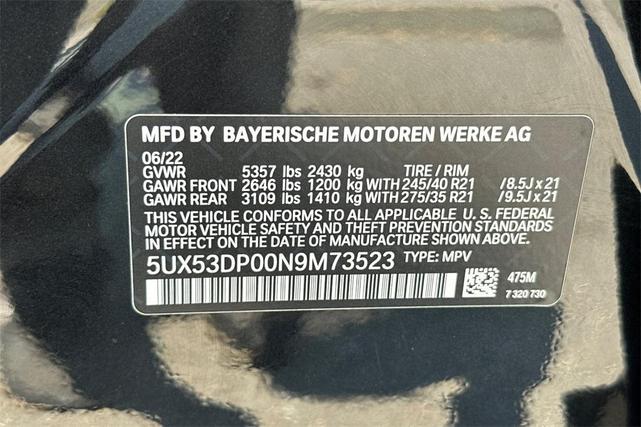 MFD BY BAYERISCHE MOTOREN WERKE AG
06/22
GVWR 5357 lbs 2430 kg TIRE / RIM
GAWR FRONT 2646 lbs 1200 kg WITH 245/40 R21 /8.5J x 21
GAWR REAR 3109 lbs 1410 kg WITH 275/35 R21 /9.5J x 21
THIS VEHICLE CONFORMS TO ALL APPLICABLE U. S. FEDERAL
MOTOR VEHICLE SAFETY AND THEFT PREVENTION STANDARDS
IN EFFECT ON THE DATE OF MANUFACTURE SHOWN ABOVE.
5UX53DP00N9M73523 TYPE: MPV
475M
7 320 730